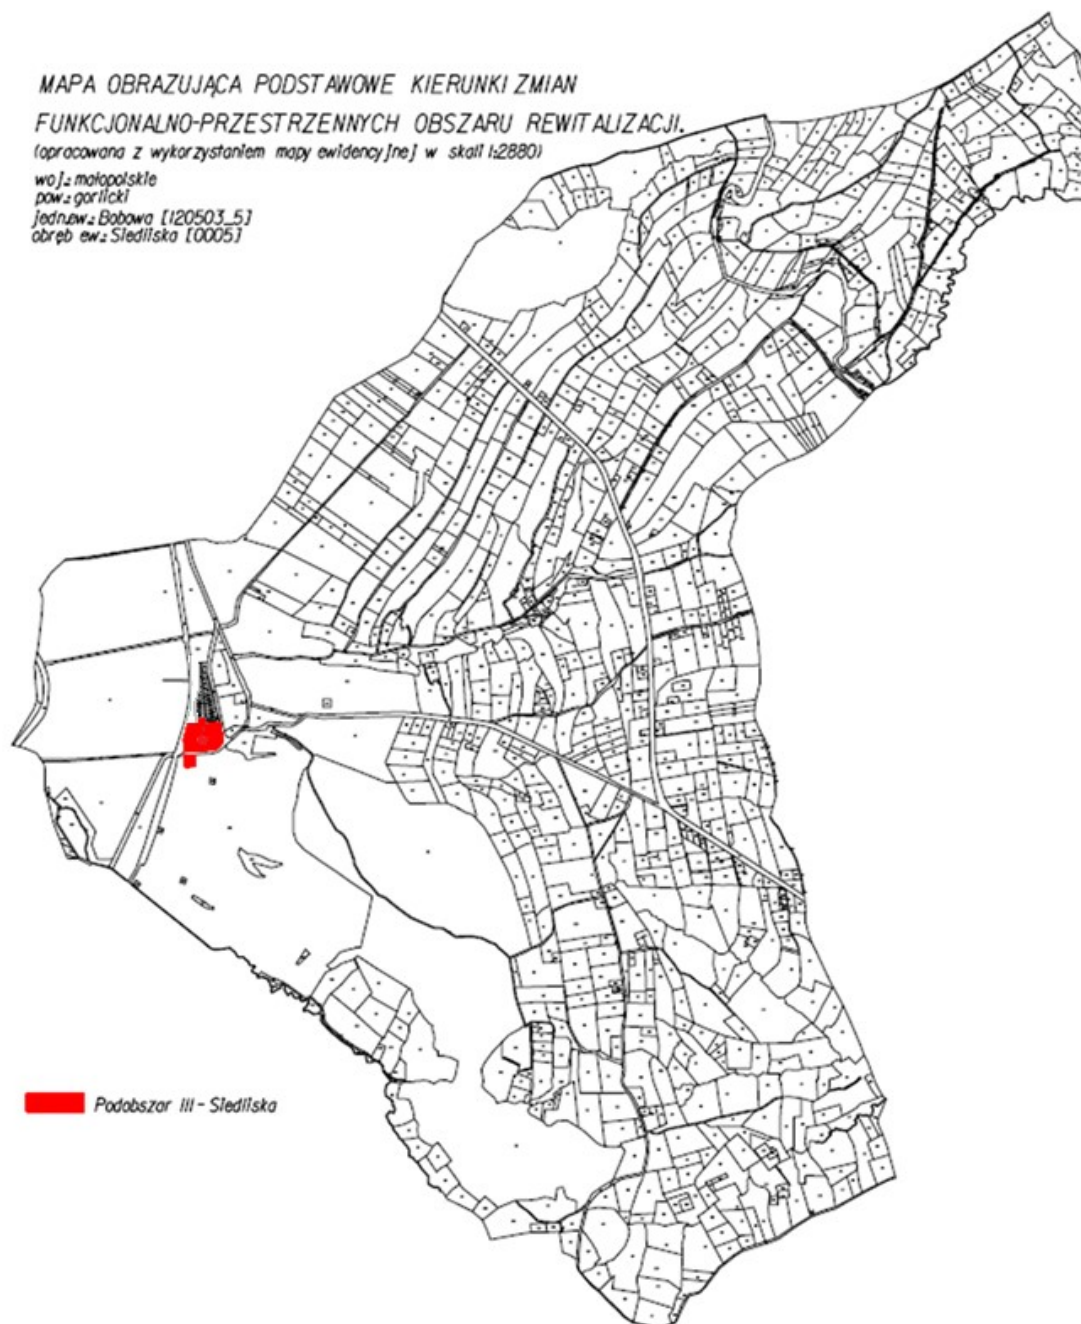 MAPA OBRAZUJĄCA PODSTAWOWE KIERUNKI ZMIAN
FUNKCJONALNO-PRZESTRZENNYCH OBSZARU REWITALIZACJI.
(opracowana z wykorzystaniem mapy ewidencyjnej w skali 1:2880)
woj.: małopolskie
pow.: gorlicki
jedn.ew.: Bobowa [120503_5]
obręb ew.: Siedliska [0005]
Podobszar III - Siedliska